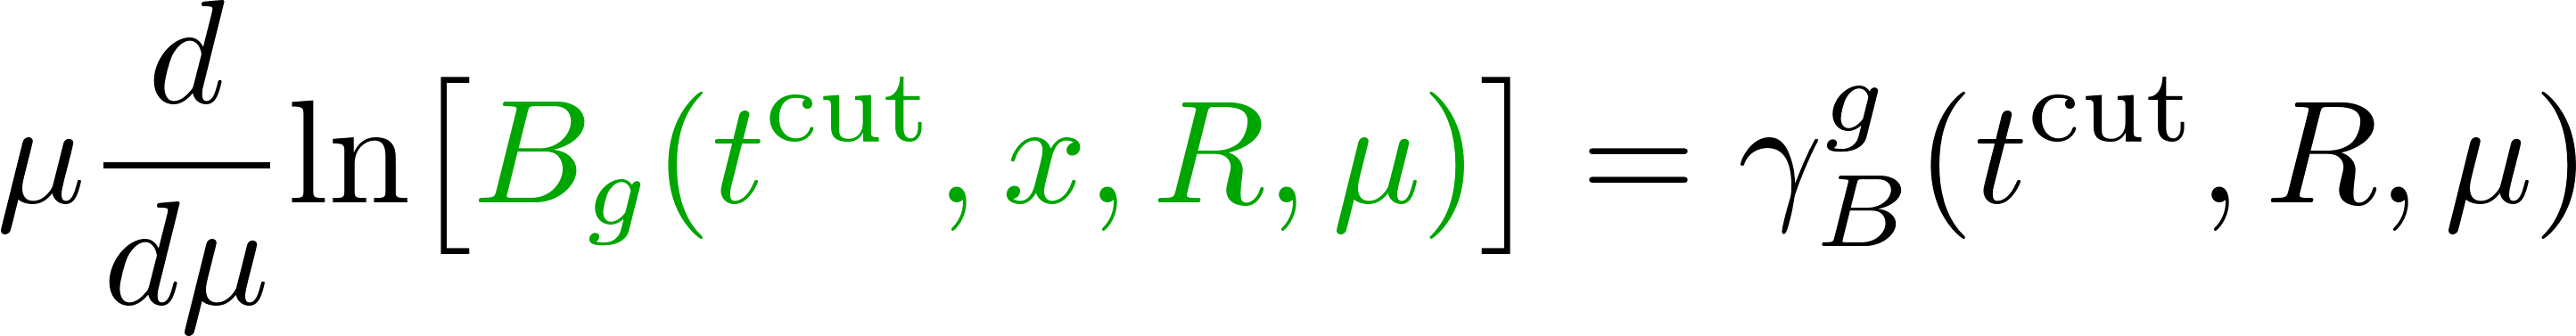 μ d/dμ ln[B_g(t^cut, x, R, μ)] = γ_B^g(t^cut, R, μ)